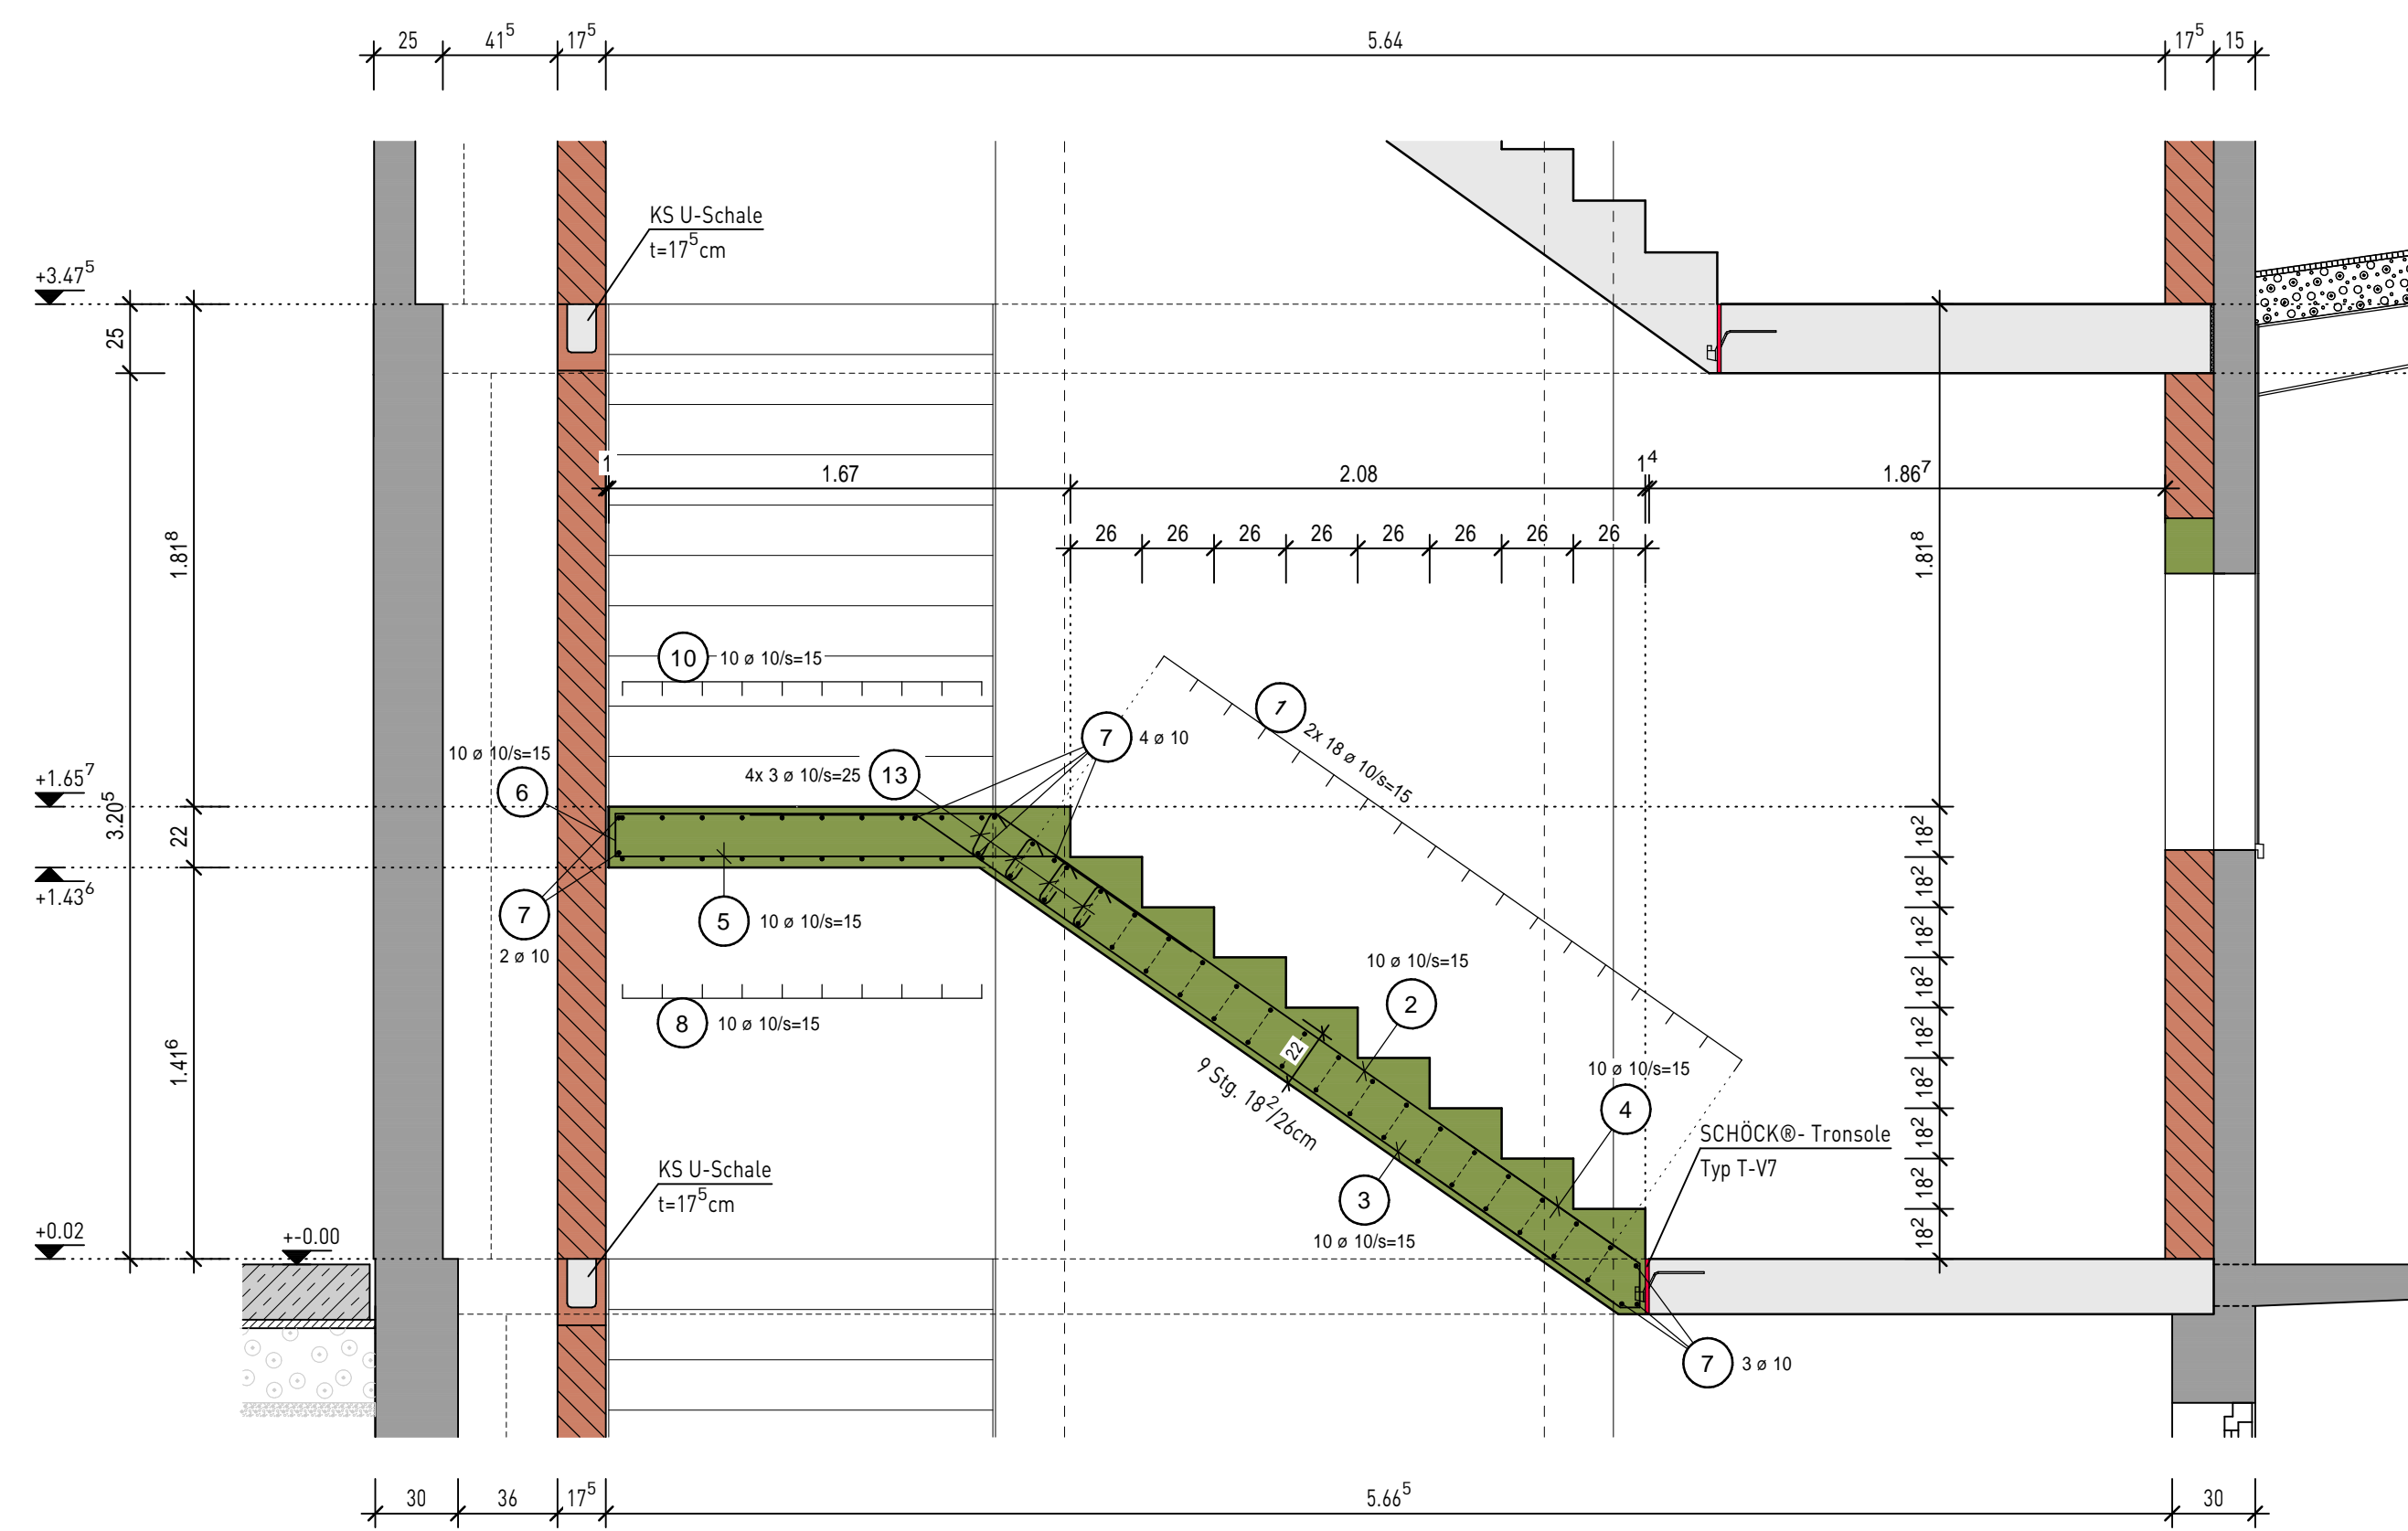 25 41⁵ 17⁵ 5.64 17⁵ 15
KS U-Schale
t=17⁵cm
+3.47⁵
25
1 1.67 2.08 1⁴ 1.86⁷
26 26 26 26 26 26 26 26
1.81⁸
1.81⁸
10 10 ø 10/s=15
1 2x 18 ø 10/s=15
7 4 ø 10
10 ø 10/s=15
6
4x 3 ø 10/s=25 13
+1.65⁷
3.20⁵
22
+1.43⁶
18²
18²
18²
18²
18²
18²
18²
18²
18²
7
2 ø 10
5 10 ø 10/s=15
8 10 ø 10/s=15
10 ø 10/s=15
2
22
9 Stg. 18²/26cm
10 ø 10/s=15
4
1.41⁶
3
10 ø 10/s=15
SCHÖCK®- Tronsole
Typ T-V7
KS U-Schale
t=17⁵cm
+0.02
+-0.00
7 3 ø 10
30 36 17⁵ 5.66⁵ 30